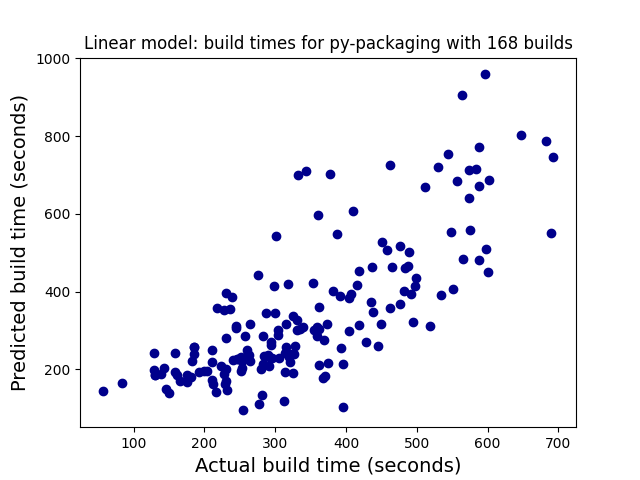 Linear model: build times for py-packaging with 168 builds
1000
800
600
400
200
Predicted build time (seconds)
100 200 300 400 500 600 700
Actual build time (seconds)